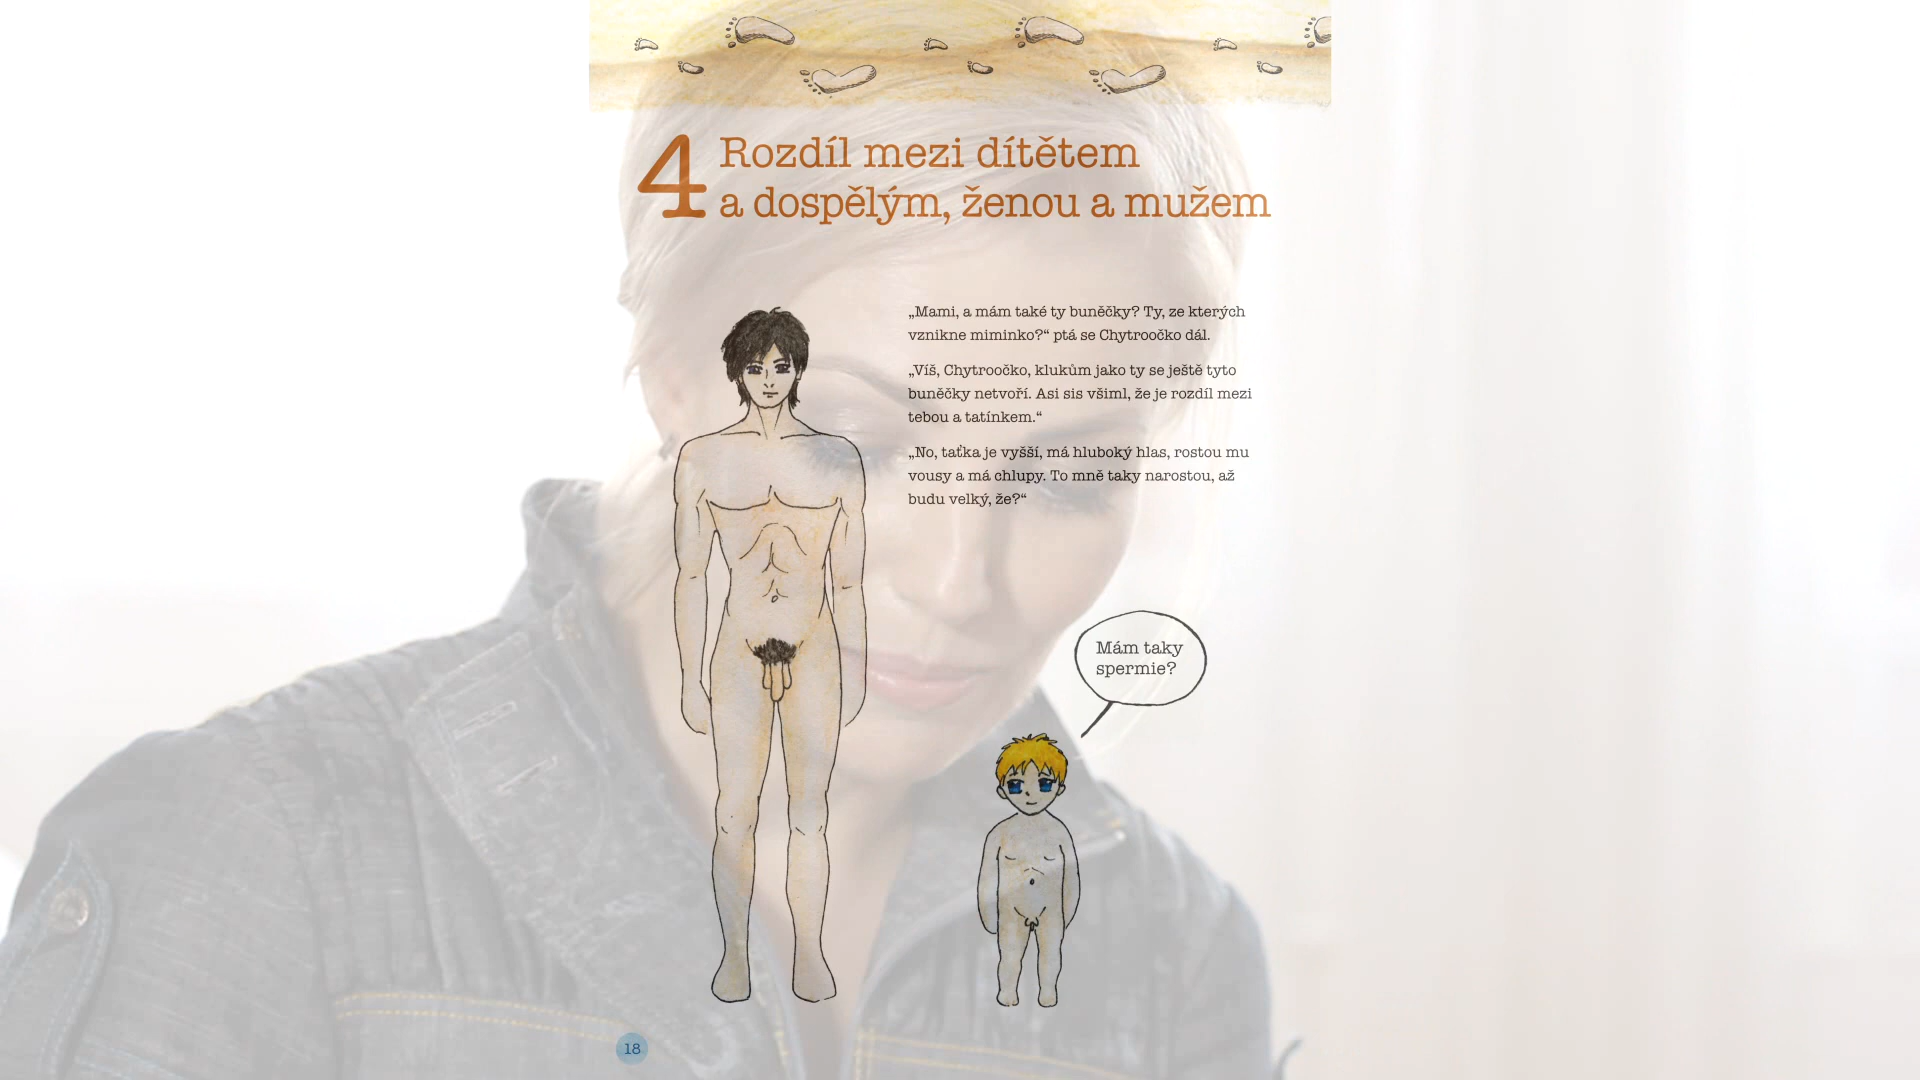 4 Rozdíl mezi dítětem
a dospělým, ženou a mužem
„Mami, a mám také ty buněčky? Ty, ze kterých
vznikne miminko?“ ptá se Chytroočko dál.
„Víš, Chytroočko, klukům jako ty se ještě tyto
buněčky netvoří. Asi sis všiml, že je rozdíl mezi
tebou a tatínkem.“
„No, taťka je vyšší, má hluboký hlas, rostou mu
vousy a má chlupy. To mně taky narostou, až
budu velký, že?“
Mám taky
spermie?
18